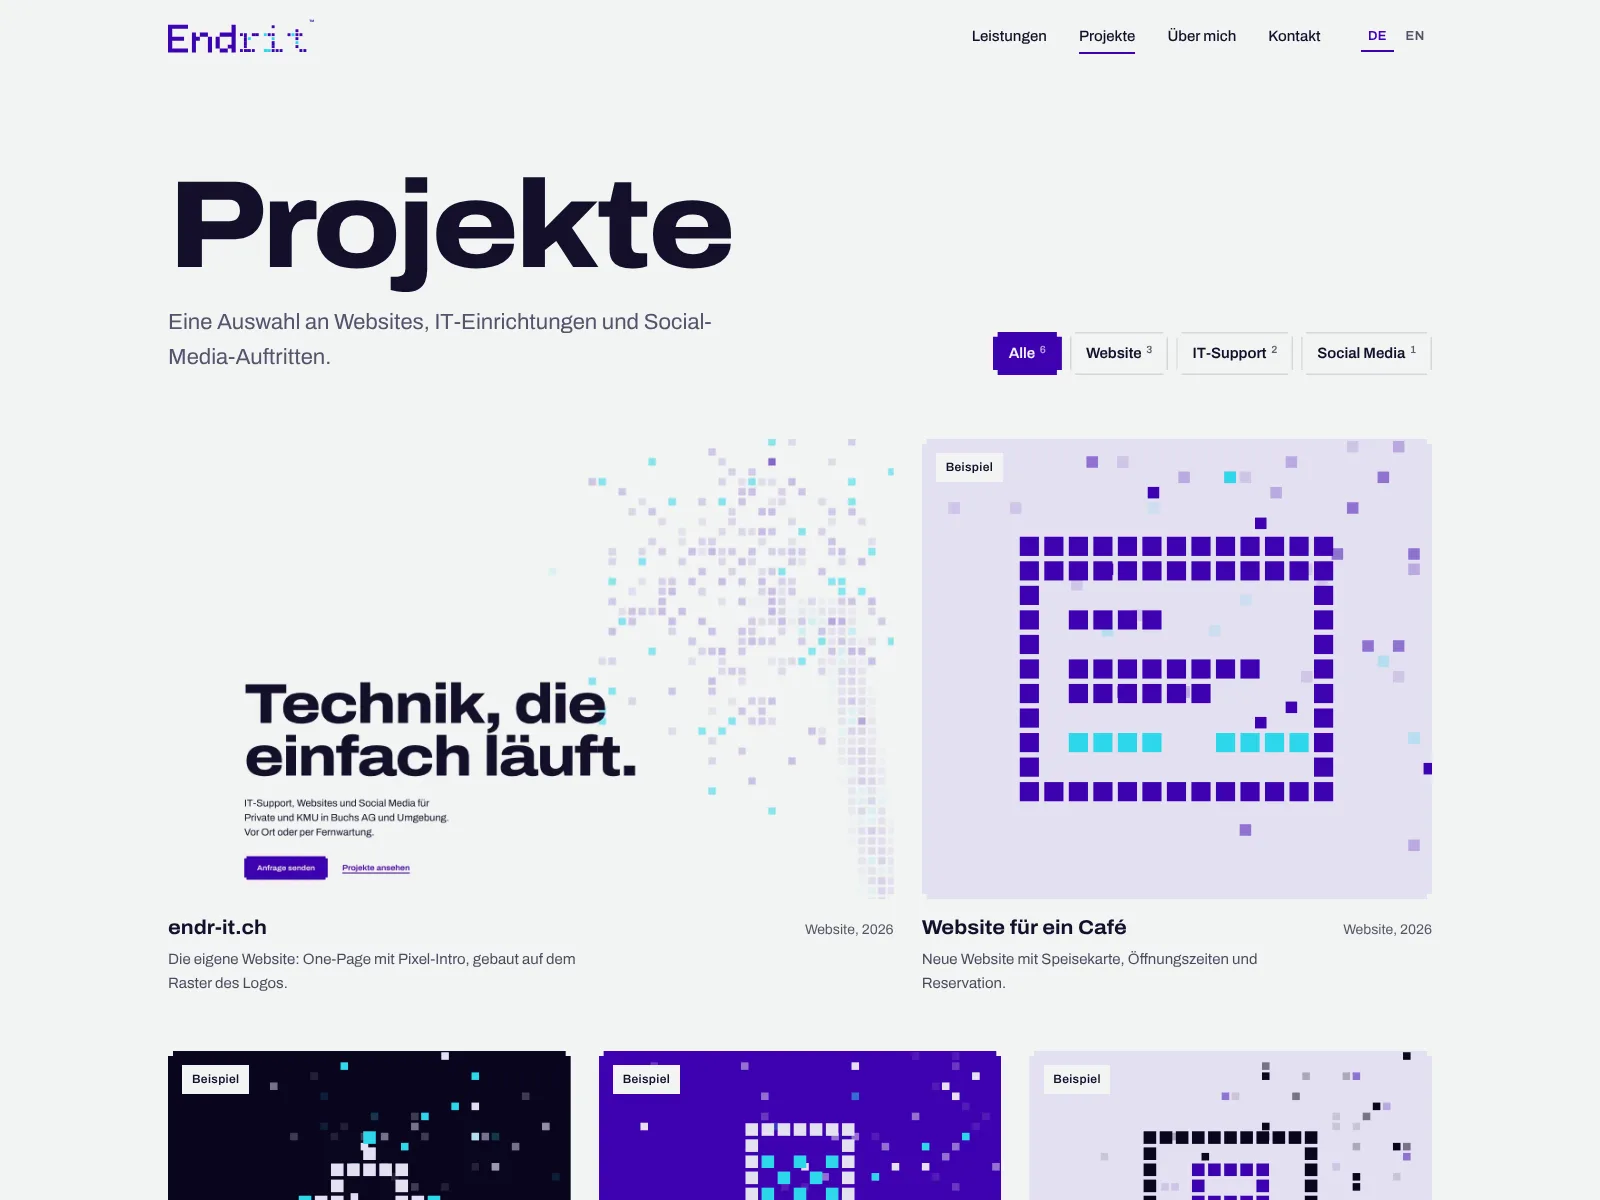 Endrit
Leistungen
Projekte
Über mich
Kontakt
DE
EN
Projekte
Eine Auswahl an Websites, IT-Einrichtungen und Social-
Media-Auftritten.
Alle 6
Website 3
IT-Support 2
Social Media 1
Technik, die
einfach läuft.
IT-Support, Websites und Social Media für
Private und KMU in Buchs AG und Umgebung.
Vor Ort oder per Fernwartung.
Anfrage senden
Projekte ansehen
endr-it.ch
Website, 2026
Die eigene Website: One-Page mit Pixel-Intro, gebaut auf dem
Raster des Logos.
Beispiel
Website für ein Café
Website, 2026
Neue Website mit Speisekarte, Öffnungszeiten und
Reservation.
Beispiel
Beispiel
Beispiel